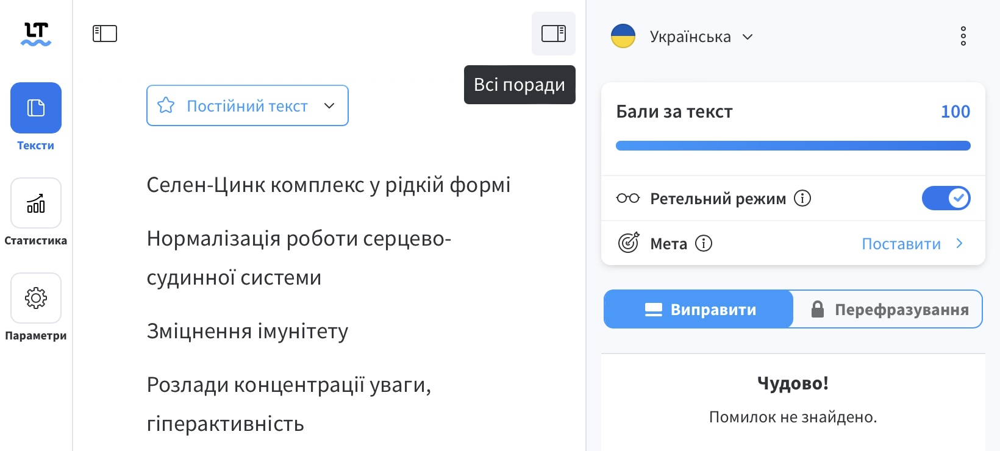 LT
Тексти
Статистика
Параметри
Всі поради
Постійний текст
Селен-Цинк комплекс у рідкій формі
Нормалізація роботи серцево-
судинної системи
Зміцнення імунітету
Розлади концентрації уваги,
гіперактивність
Українська
Бали за текст 100
Ретельний режим
Мета Поставити
Виправити Перефразування
Чудово!
Помилок не знайдено.